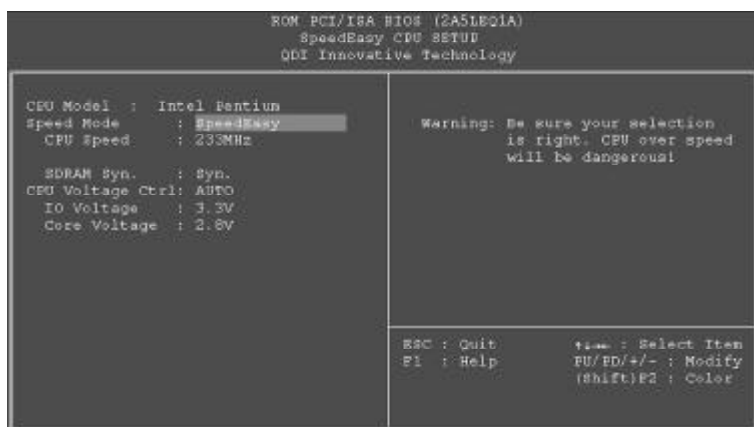 ROM PCI/ISA BIOS (2A5LEQ1A)
SpeedEasy CPU SETUP
QDI Innovative Technology
CPU Model : Intel Pentium
Speed Mode : SpeedEasy
CPU Speed : 233MHz
SDRAM Syn. : Syn.
CPU Voltage Ctrl: AUTO
IO Voltage : 3.3V
Core Voltage : 2.8V
Warning: Be sure your selection
is right. CPU over speed
will be dangerous!
ESC : Quit
↑↓→← : Select Item
F1 : Help
PU/PD/+/- : Modify
(Shift)F2 : Color